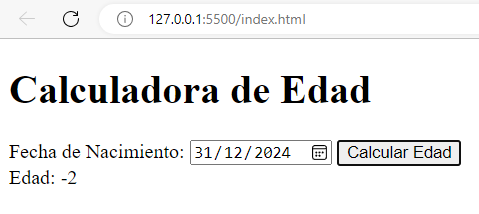 127.0.0.1:5500/index.html
Calculadora de Edad
Fecha de Nacimiento: 31/12/2024 Calcular Edad
Edad: -2